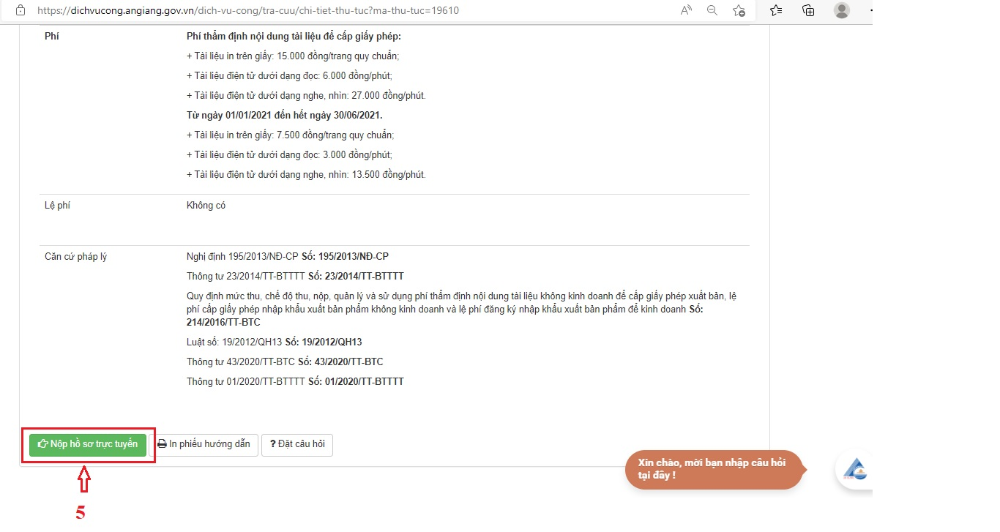 https://dichvucong.angiang.gov.vn/dich-vu-cong/tra-cuu/chi-tiet-thu-tuc?ma-thu-tuc=19610
Phí
Phí thẩm định nội dung tài liệu để cấp giấy phép:
+ Tài liệu in trên giấy: 15.000 đồng/trang quy chuẩn;
+ Tài liệu điện tử dưới dạng đọc: 6.000 đồng/phút;
+ Tài liệu điện tử dưới dạng nghe, nhìn: 27.000 đồng/phút.
Từ ngày 01/01/2021 đến hết ngày 30/06/2021.
+ Tài liệu in trên giấy: 7.500 đồng/trang quy chuẩn;
+ Tài liệu điện tử dưới dạng đọc: 3.000 đồng/phút;
+ Tài liệu điện tử dưới dạng nghe, nhìn: 13.500 đồng/phút.
Lệ phí
Không có
Căn cứ pháp lý
Nghị định 195/2013/NĐ-CP Số: 195/2013/NĐ-CP
Thông tư 23/2014/TT-BTTTT Số: 23/2014/TT-BTTTT
Quy định mức thu, chế độ thu, nộp, quản lý và sử dụng phí thẩm định nội dung tài liệu không kinh doanh để cấp giấy phép xuất bản, lệ
phí cấp giấy phép nhập khẩu xuất bản phẩm không kinh doanh và lệ phí đăng ký nhập khẩu xuất bản phẩm để kinh doanh Số:
214/2016/TT-BTC
Luật số: 19/2012/QH13 Số: 19/2012/QH13
Thông tư 43/2020/TT-BTC Số: 43/2020/TT-BTC
Thông tư 01/2020/TT-BTTTT Số: 01/2020/TT-BTTTT
Nộp hồ sơ trực tuyến
In phiếu hướng dẫn
? Đặt câu hỏi
Xin chào, mời bạn nhập câu hỏi
tại đây !
5